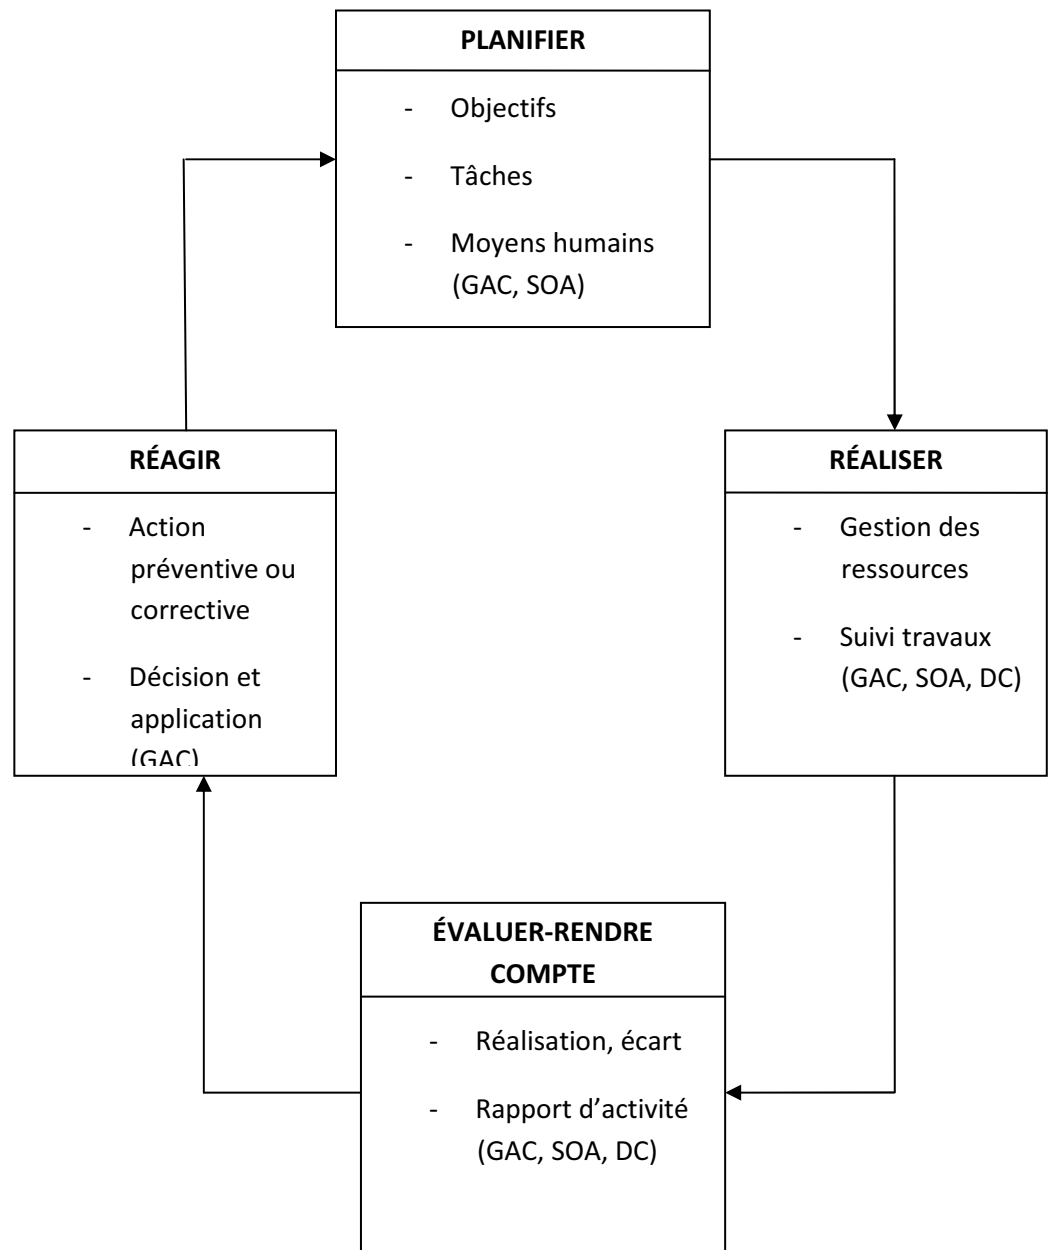 PLANIFIER
- Objectifs
- Tâches
- Moyens humains
(GAC, SOA)
RÉAGIR
- Action
préventive ou
corrective
- Décision et
application
(GAC)
RÉALISER
- Gestion des
ressources
- Suivi travaux
(GAC, SOA, DC)
ÉVALUER-RENDRE
COMPTE
- Réalisation, écart
- Rapport d’activité
(GAC, SOA, DC)